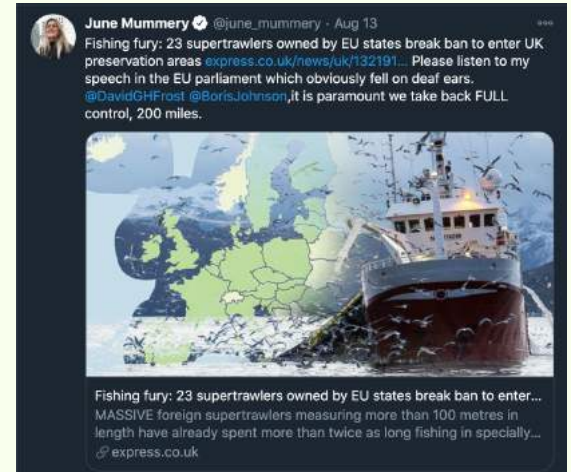 June Mummery @june_mummery · Aug 13
Fishing fury: 23 supertrawlers owned by EU states break ban to enter UK
preservation areas express.co.uk/news/uk/132191... Please listen to my
speech in the EU parliament which obviously fell on deaf ears.
@DavidGHFrost @BorisJohnson,it is paramount we take back FULL
control, 200 miles.
Fishing fury: 23 supertrawlers owned by EU states break ban to enter...
MASSIVE foreign supertrawlers measuring more than 100 metres in
length have already spent more than twice as long fishing in specially...
express.co.uk